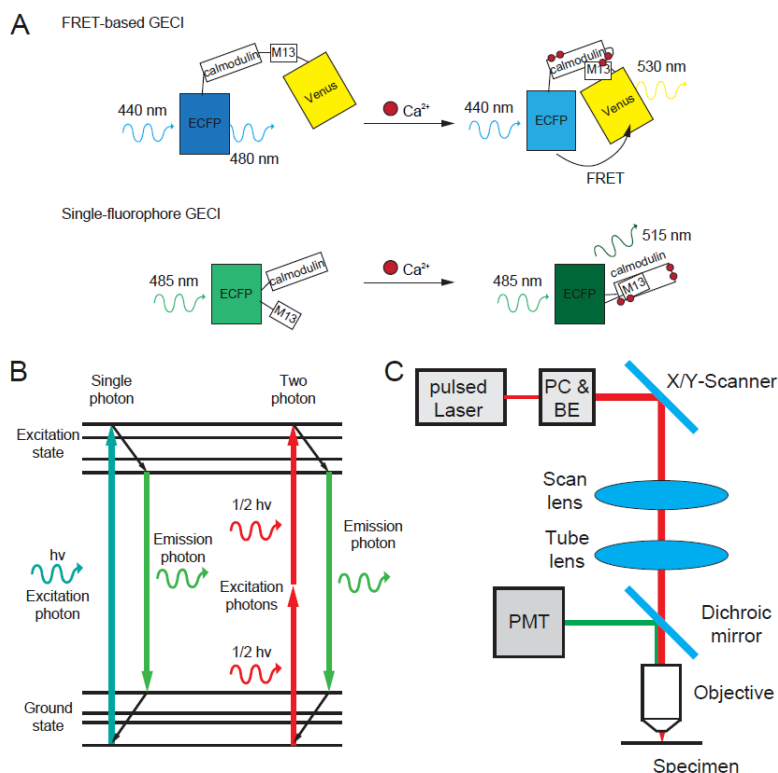 A
FRET-based GECI
calmodulin
M13
440 nm
ECFP
Venus
480 nm
Ca²⁺
calmodulin
M13
530 nm
440 nm
ECFP
Venus
FRET
Single-fluorophore GECI
485 nm
ECFP
calmodulin
M13
Ca²⁺
515 nm
485 nm
ECFP
calmodulin
M13
B
Single
photon
Two
photon
Excitation
state
hv
Excitation
photon
Emission
photon
1/2 hv
Excitation
photons
1/2 hv
Emission
photon
Ground
state
C
pulsed
Laser
PC &
BE
X/Y-Scanner
Scan
lens
Tube
lens
PMT
Dichroic
mirror
Objective
Specimen